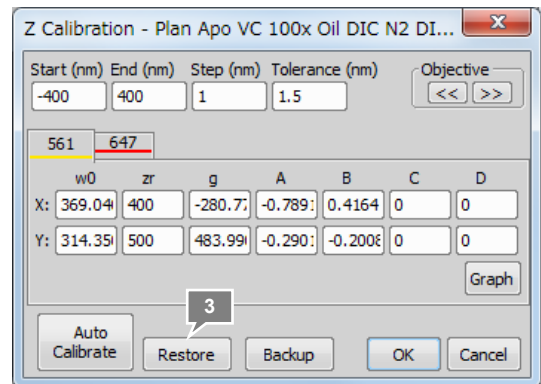 Z Calibration - Plan Apo VC 100x Oil DIC N2 DI...
Start (nm) End (nm) Step (nm) Tolerance (nm) Objective
-400 400 1 1.5 << >>
561 647
w0 zr g A B C D
X: 369.04 400 -280.7 -0.789 0.4164 0 0
Y: 314.35 500 483.99 -0.290 -0.200 0 0
Graph
3
Auto
Calibrate Restore Backup OK Cancel